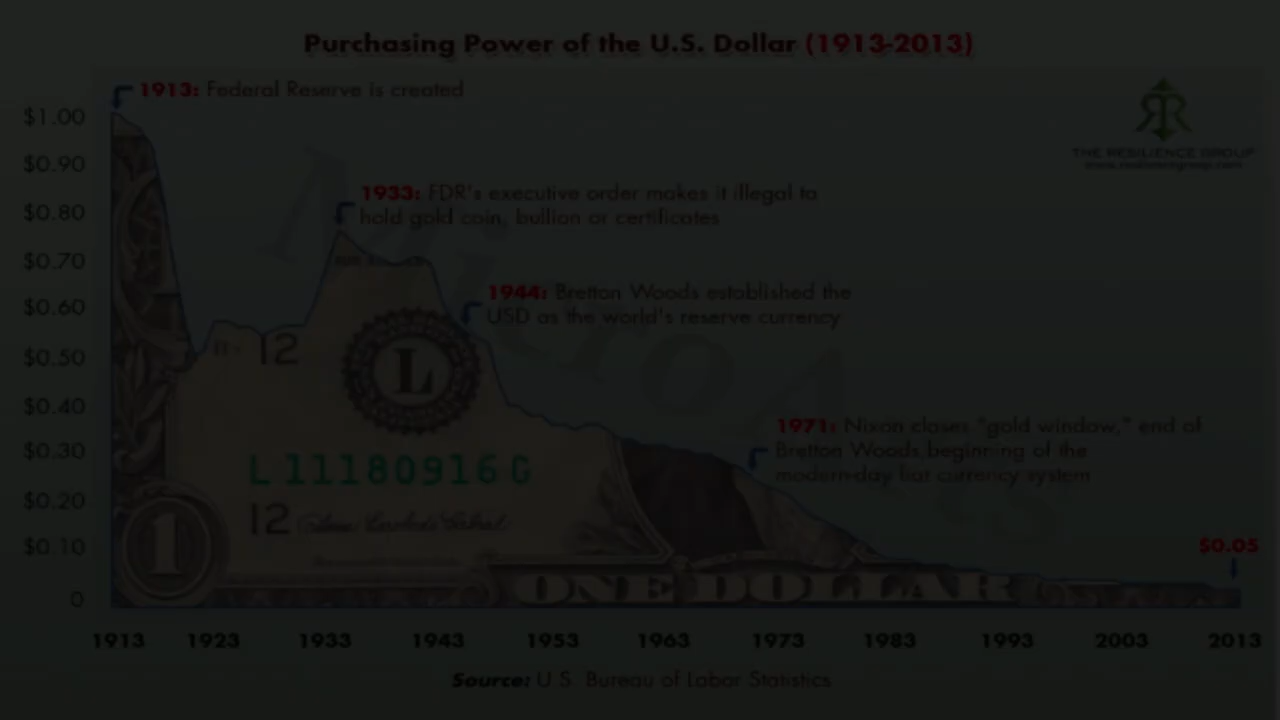 Purchasing Power of the U.S. Dollar (1913-2013)
1913: Federal Reserve is created
$1.00
$0.90
$0.80
$0.70
$0.60
$0.50
$0.40
$0.30
$0.20
$0.10
0
THE RESILIENCE GROUP
1933: FDR's executive order makes it illegal to
hold gold coin, bullion or certificates
1944: Bretton Woods established the
USD as the world's reserve currency
1971: Nixon closes "gold window," end of
Bretton Woods, beginning of the
modern-day fiat currency system
$0.05
12
L
L11180916G
12
1
ONE DOLLAR
1913 1923 1933 1943 1953 1963 1973 1983 1993 2003 2013
Source: U.S. Bureau of Labor Statistics